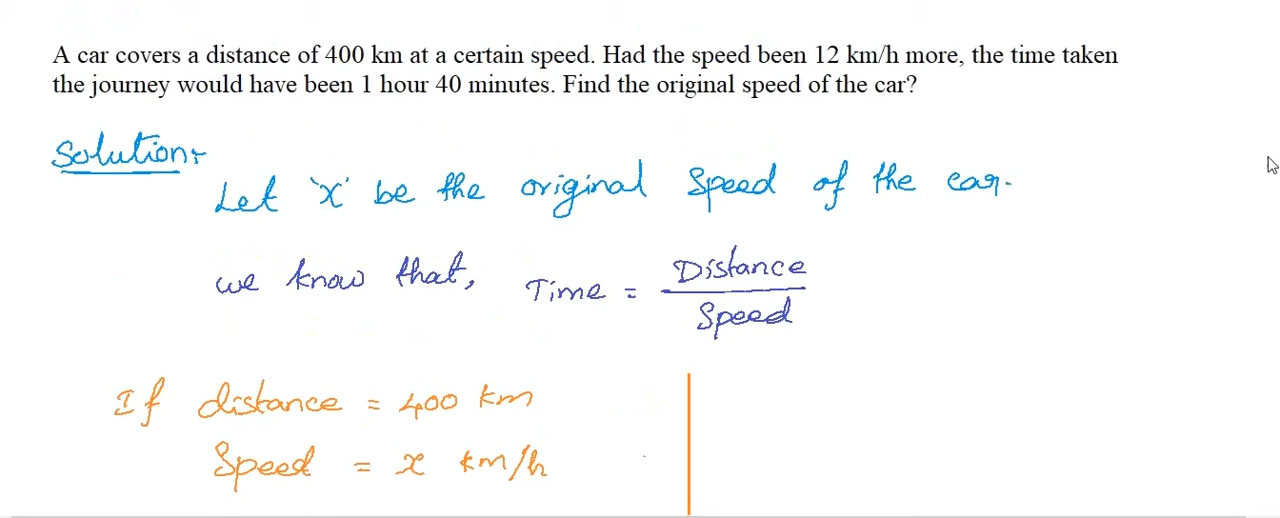 A car covers a distance of 400 km at a certain speed. Had the speed been 12 km/h more, the time taken
the journey would have been 1 hour 40 minutes. Find the original speed of the car?
Solution:-
Let 'x' be the original speed of the car.
we know that, Time = Distance / Speed
If distance = 400 km
Speed = x km/h